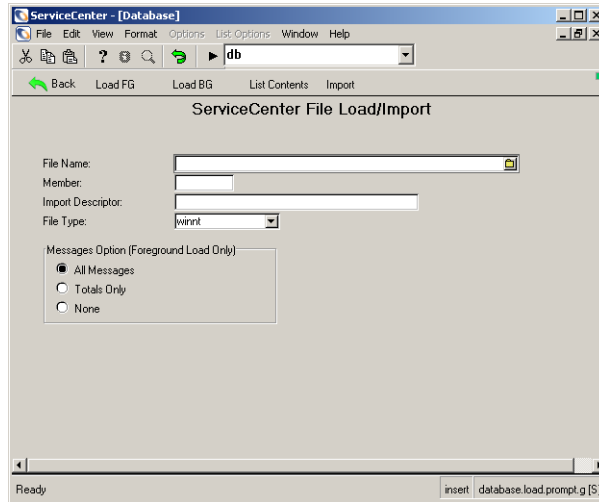 ServiceCenter - [Database]
File Edit View Format Options List Options Window Help
? db
Back Load FG Load BG List Contents Import
ServiceCenter File Load/Import
File Name:
Member:
Import Descriptor:
File Type: winnt
Messages Option (Foreground Load Only)
All Messages
Totals Only
None
Ready insert database.load.prompt.g [S